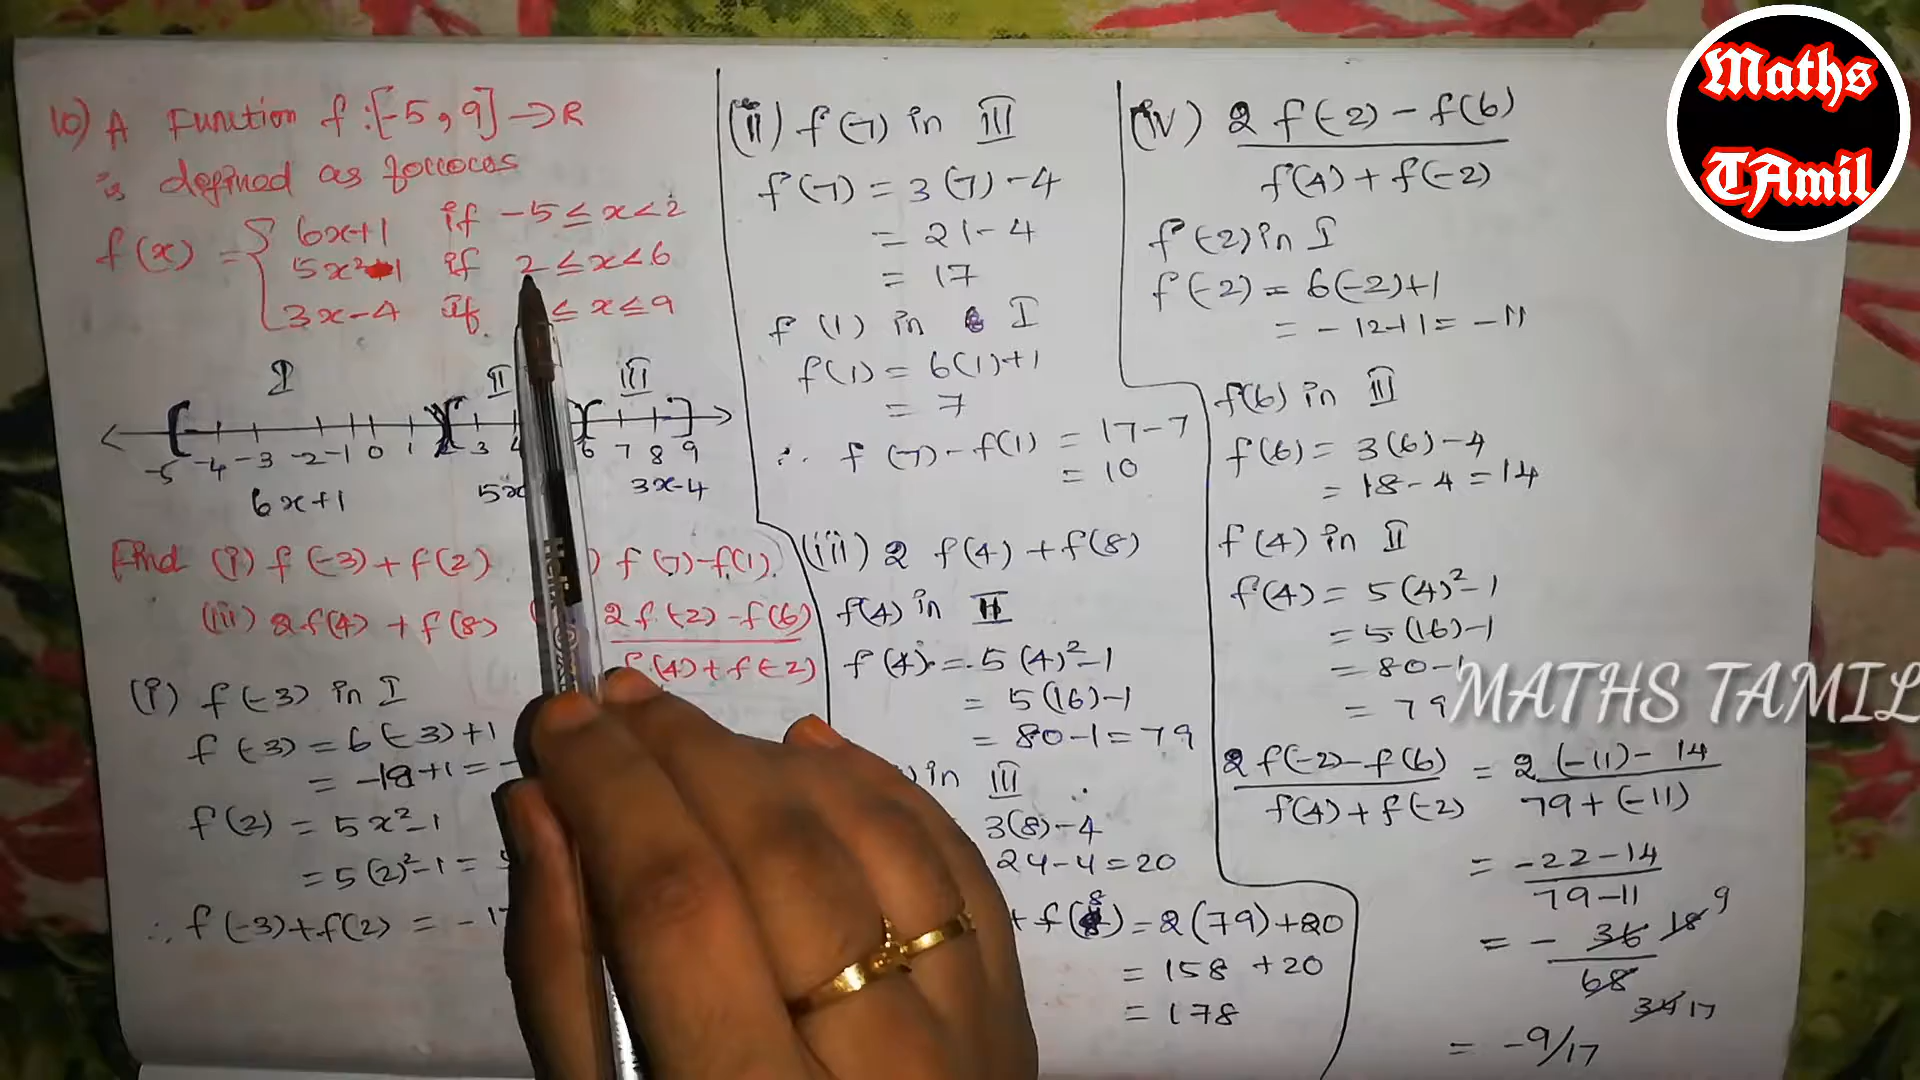 10) A Function f:[-5,9]→R
is defined as follows
f(x) = { 6x+1 if -5≤x<2
5x²-1 if 2≤x<6
3x-4 if ≤x≤9
I II III
-5 -4 -3 -2 -1 0 1 2 3 4 6 7 8 9
6x+1 5x 3x-4
Find (i) f(-3)+f(2) ) f(7)-f(1)
(iii) 2f(4)+f(8) ( 2f(-2)-f(6)
f(4)+f(-2)
(i) f(-3) in I
f(-3) = 6(-3)+1
= -18+1 = -
f(2) = 5x²-1
= 5(2)²-1 =
∴ f(-3)+f(2) = -17
(ii) f(7) in III
f(7) = 3(7)-4
= 21-4
= 17
f(1) in I
f(1) = 6(1)+1
= 7
∴ f(7)-f(1) = 17-7
= 10
(iii) 2 f(4)+f(8)
f(4) in II
f(4) = 5(4)²-1
= 5(16)-1
= 80-1=79
in III
3(8)-4
24-4=20
+ f(8) = 2(79)+20
= 158 +20
= 178
(iv) 2 f(-2)-f(6)
f(4)+f(-2)
f(-2) in I
f(-2) = 6(-2)+1
= -12+1 = -11
f(6) in III
f(6) = 3(6)-4
= 18-4=14
f(4) in II
f(4) = 5(4)²-1
= 5(16)-1
= 80-1
= 79
2f(-2)-f(6) = 2(-11)-14
f(4)+f(-2) 79+(-11)
= -22-14
79-11
= - 36 18 9
68 34 17
= -9/17
Maths
TAmil
MATHS TAMIL